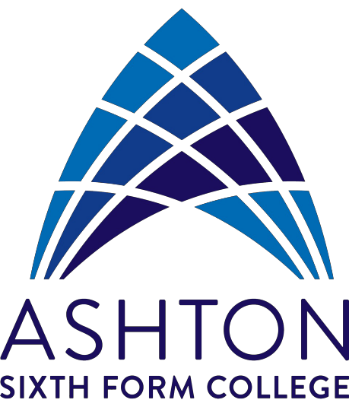 ASHTON
SIXTH FORM COLLEGE